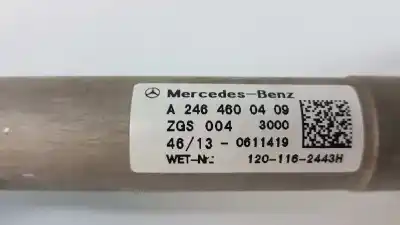 Mercedes-Benz
A 246 460 04 09
ZGS 004 3000
46/13 - 0611419
WET-Nr.: 120-116-2443H